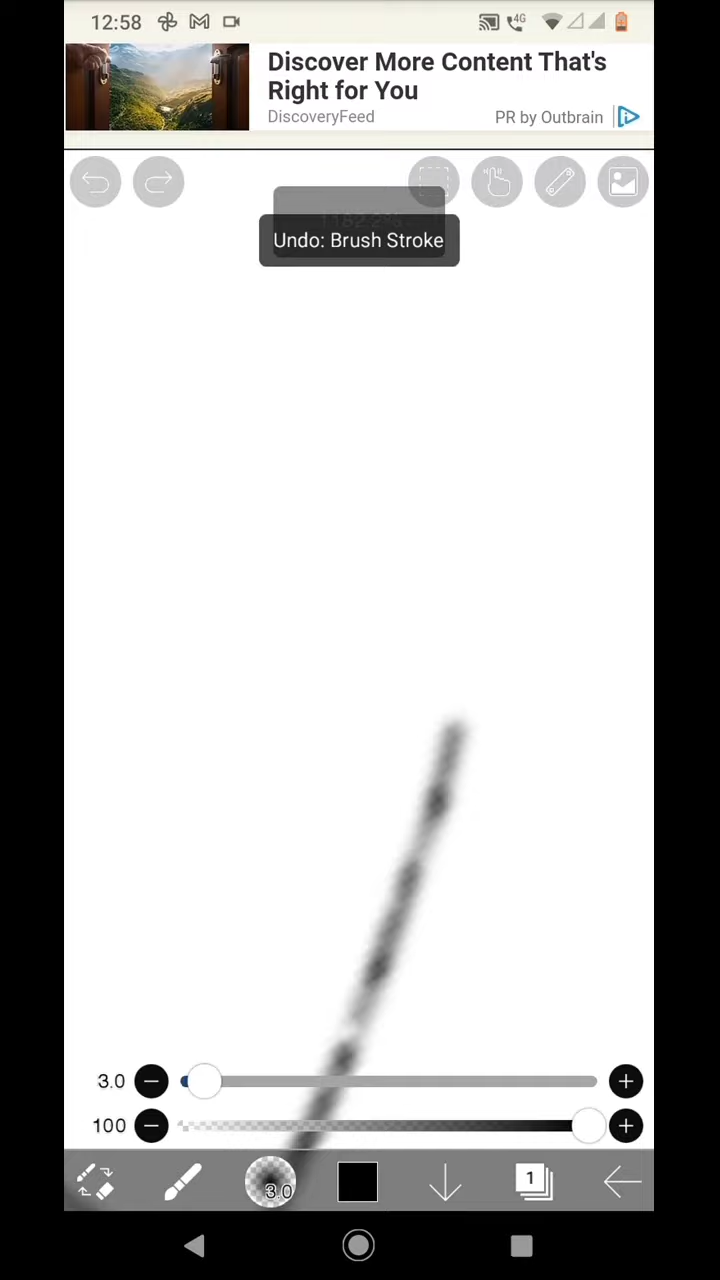 12:58
4G
Discover More Content That's
Right for You
DiscoveryFeed
PR by Outbrain
Undo: Brush Stroke
3.0
100
3.0
1